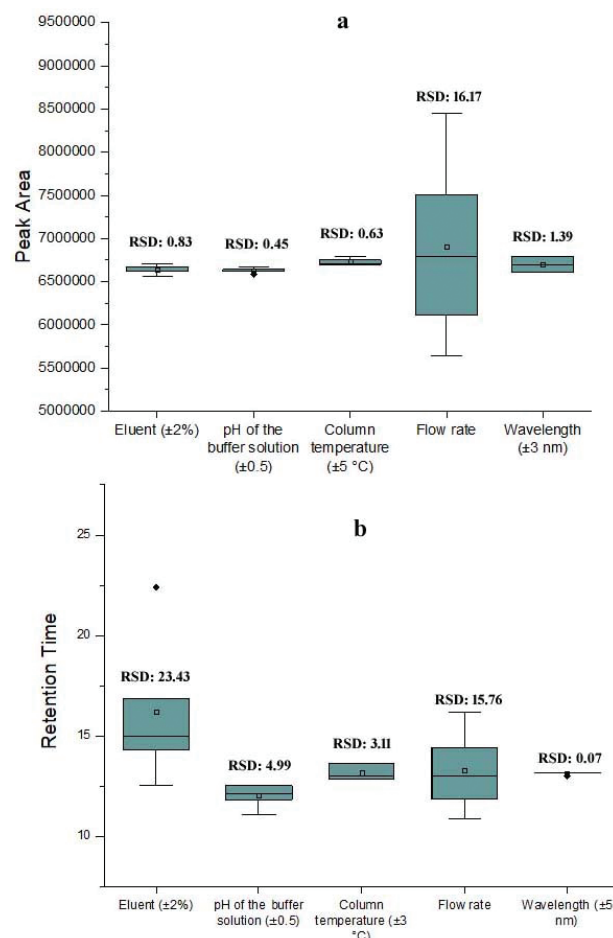 a
9500000
9000000
8500000
8000000
7500000
7000000
6500000
6000000
5500000
5000000
Peak Area
RSD: 0.83
RSD: 0.45
RSD: 0.63
RSD: 16.17
RSD: 1.39
Eluent (±2%)
pH of the
buffer solution
(±0.5)
Column
temperature
(±5 °C)
Flow rate
Wavelength
(±3 nm)
b
25
20
15
10
Retention Time
RSD: 23.43
RSD: 4.99
RSD: 3.11
RSD: 15.76
RSD: 0.07
Eluent (±2%)
pH of the buffer
solution (±0.5)
Column
temperature (±3
°C)
Flow rate
Wavelength (±5
nm)